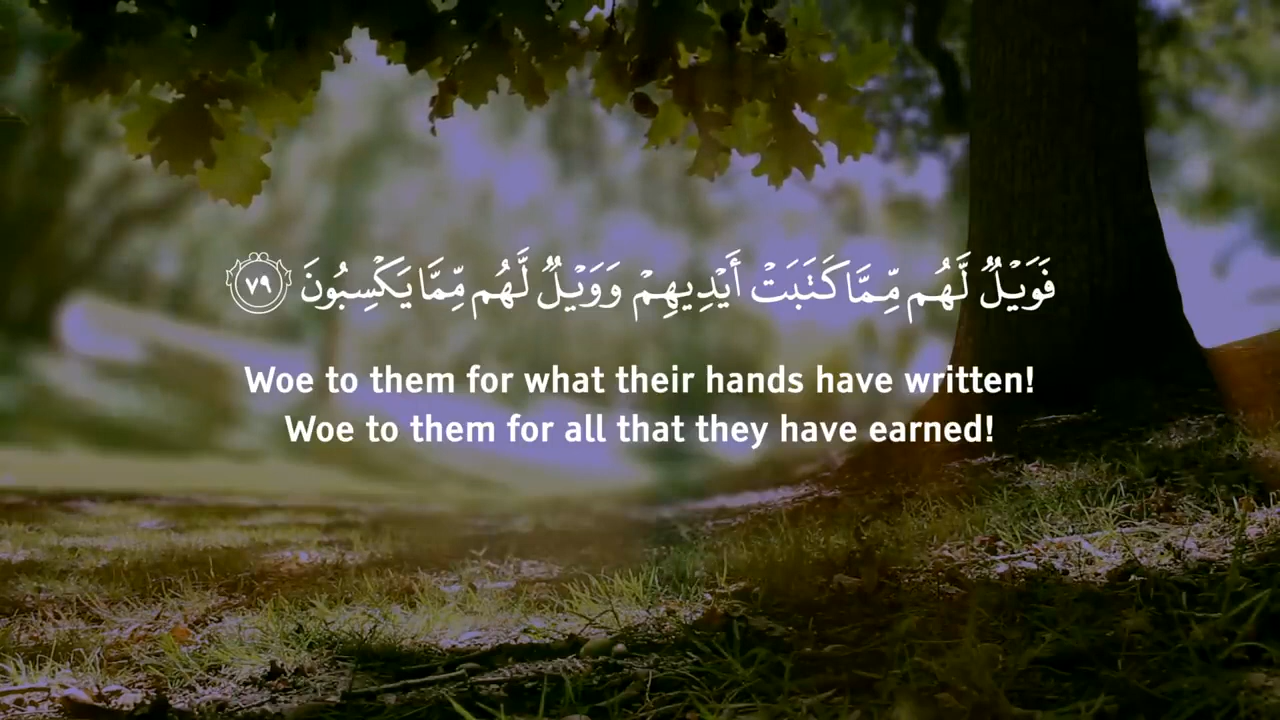 فَوَيْلٌ لَّهُم مِّمَّا كَتَبَتْ أَيْدِيهِمْ وَوَيْلٌ لَّهُم مِّمَّا يَكْسِبُونَ ٧٩
Woe to them for what their hands have written!
Woe to them for all that they have earned!